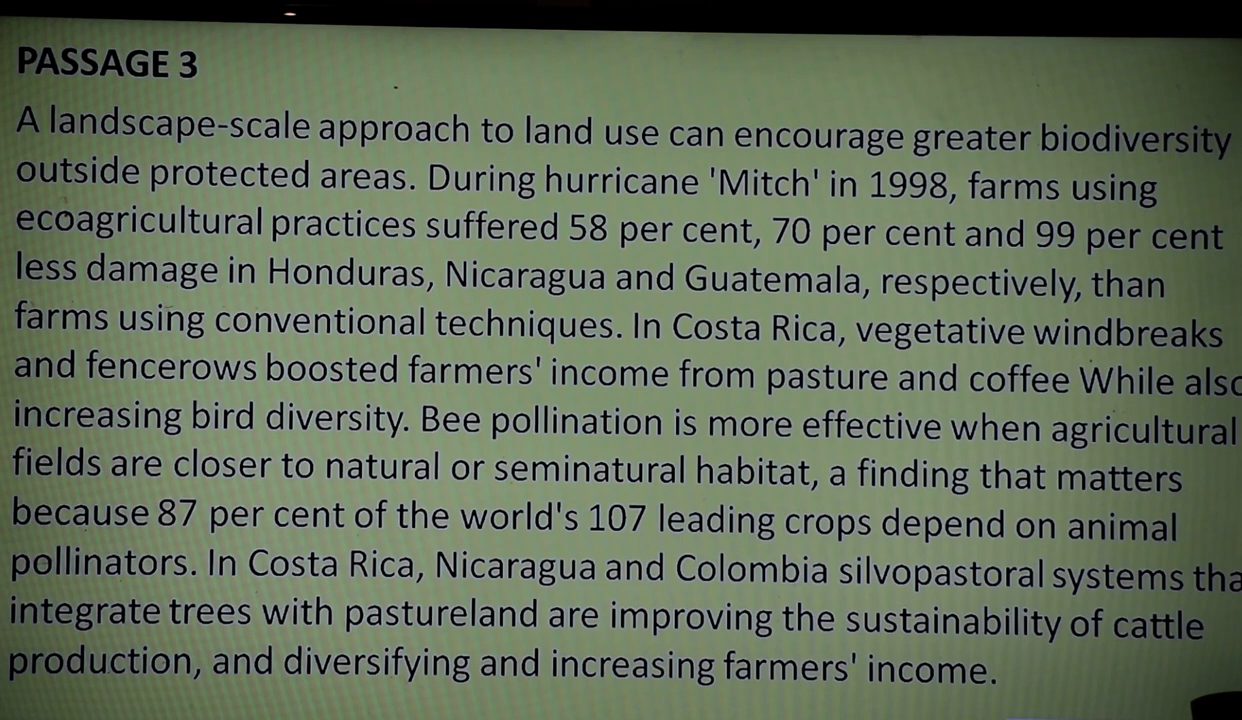 PASSAGE 3
A landscape-scale approach to land use can encourage greater biodiversity
outside protected areas. During hurricane 'Mitch' in 1998, farms using
ecoagricultural practices suffered 58 per cent, 70 per cent and 99 per cent
less damage in Honduras, Nicaragua and Guatemala, respectively, than
farms using conventional techniques. In Costa Rica, vegetative windbreaks
and fencerows boosted farmers' income from pasture and coffee While also
increasing bird diversity. Bee pollination is more effective when agricultural
fields are closer to natural or seminatural habitat, a finding that matters
because 87 per cent of the world's 107 leading crops depend on animal
pollinators. In Costa Rica, Nicaragua and Colombia silvopastoral systems tha
integrate trees with pastureland are improving the sustainability of cattle
production, and diversifying and increasing farmers' income.